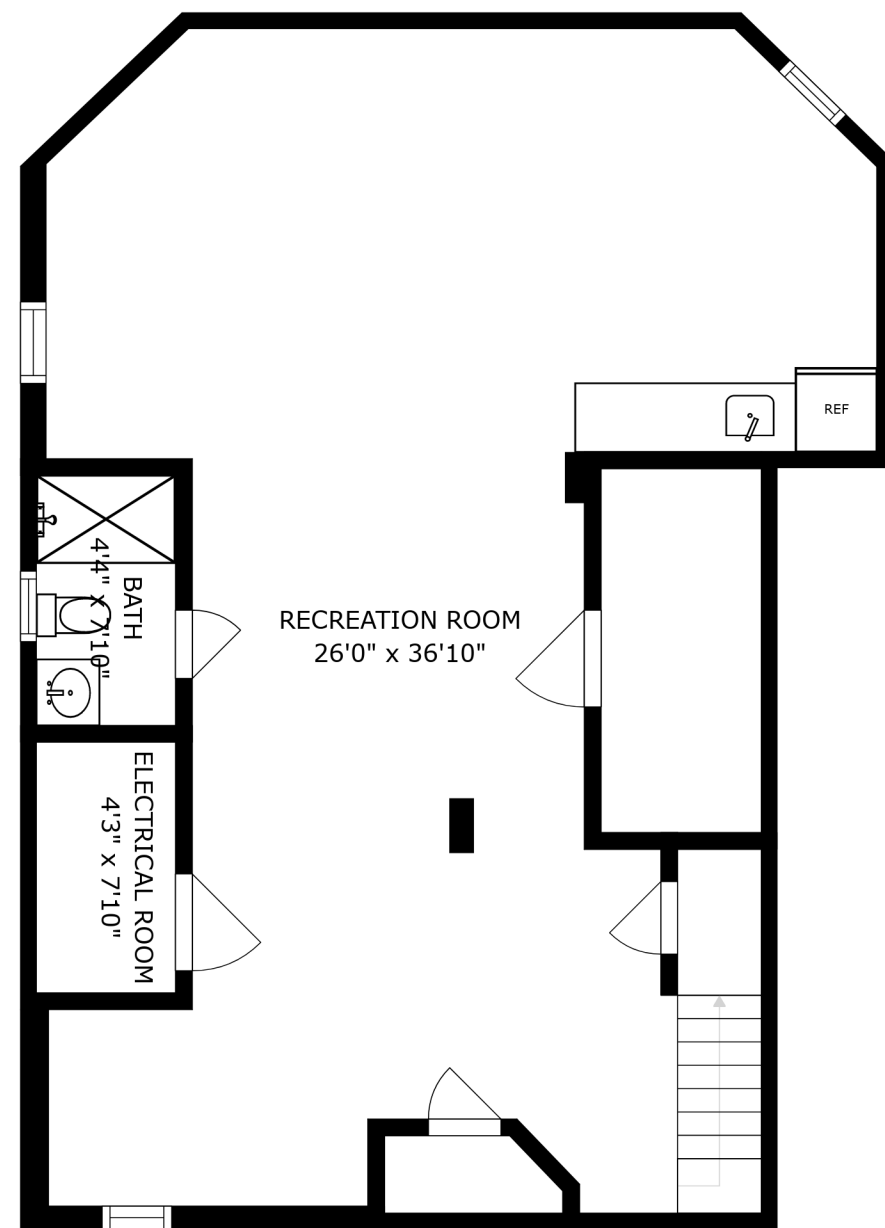 REF
BATH
4'4" x 7'10"
RECREATION ROOM
26'0" x 36'10"
ELECTRICAL ROOM
4'3" x 7'10"